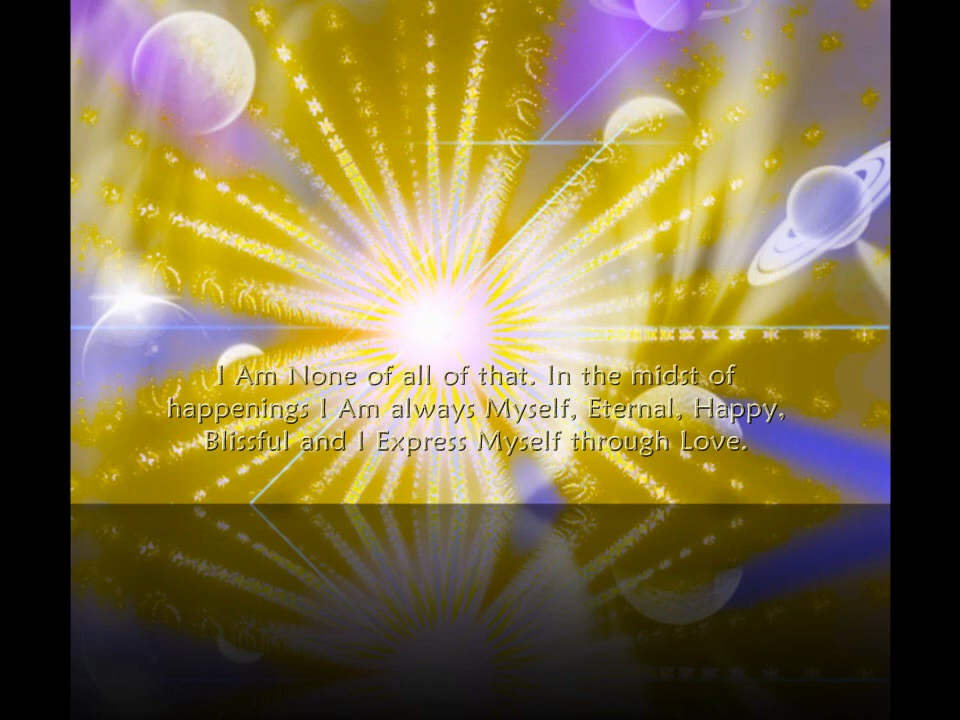 I Am None of all of that. In the midst of
happenings I Am always Myself, Eternal, Happy,
Blissful and I Express Myself through Love.